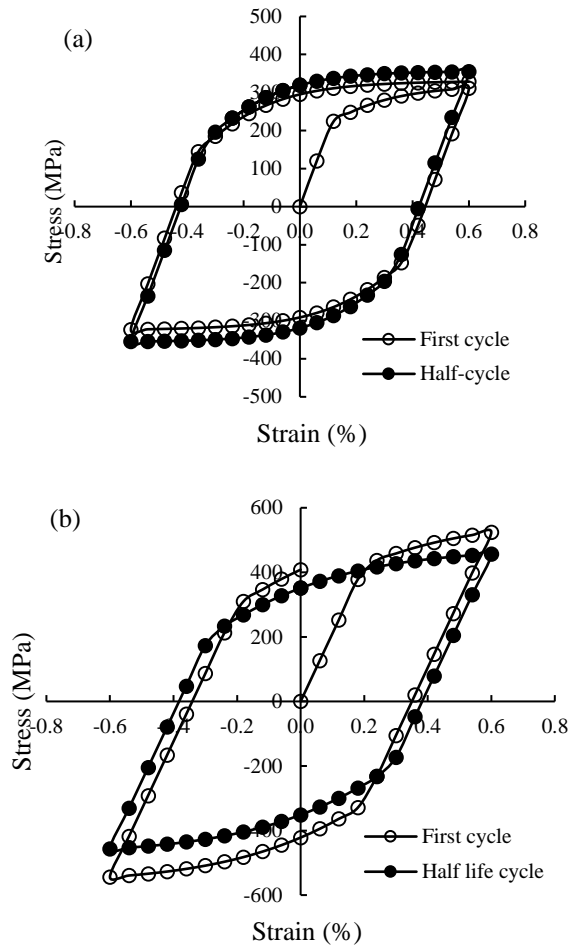 (a)
500
400
300
200
100
0
-0.8 -0.6 -0.4 -0.2 0.0 0.2 0.4 0.6 0.8
-100
-200
-300
-400
-500
Stress (MPa)
First cycle
Half-cycle
Strain (%)
(b)
600
400
200
0
-0.8 -0.6 -0.4 -0.2 0.0 0.2 0.4 0.6 0.8
-200
-400
-600
Stress (MPa)
First cycle
Half life cycle
Strain (%)